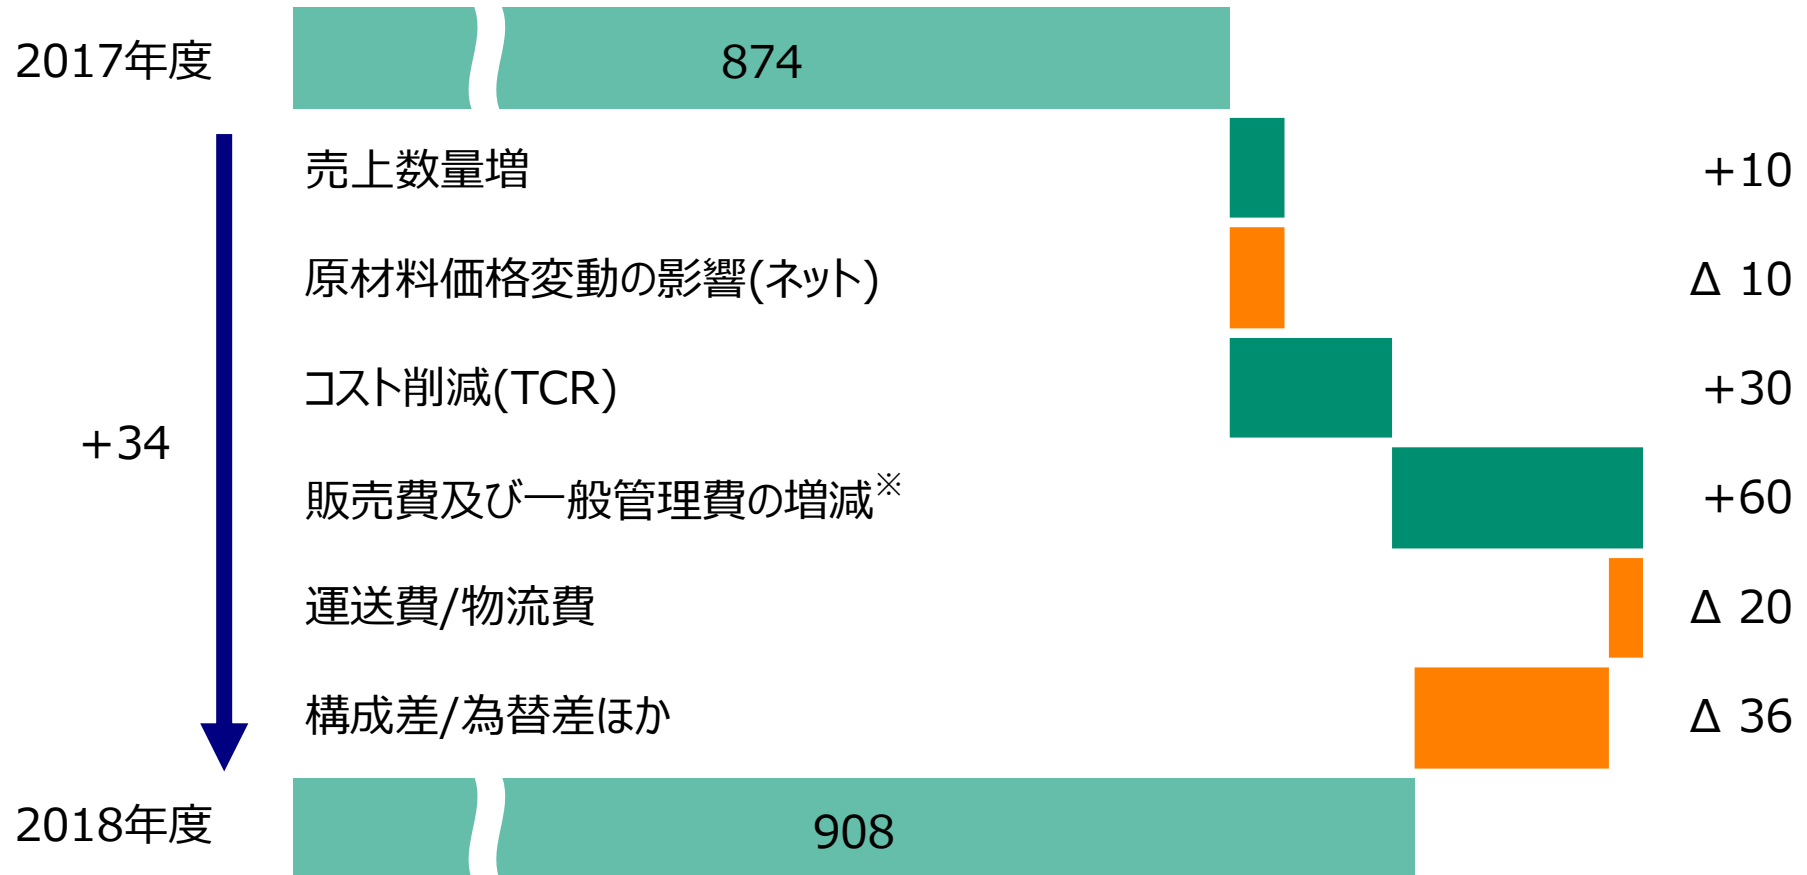 2017年度 874
売上数量増 +10
原材料価格変動の影響(ネット) Δ 10
コスト削減(TCR) +30
+34
販売費及び一般管理費の増減※ +60
運送費/物流費 Δ 20
構成差/為替差ほか Δ 36
2018年度 908